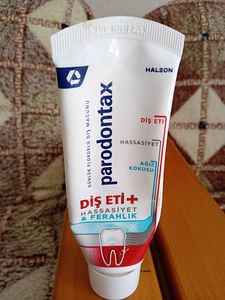 HALEON
GÜNLÜK FLORÜRLÜ DİŞ MACUNU
parodontax
DİŞ ETİ
HASSASİYET
AĞIZ
KOKUSU
DİŞ ETİ+
HASSASİYET
& FERAHLIK